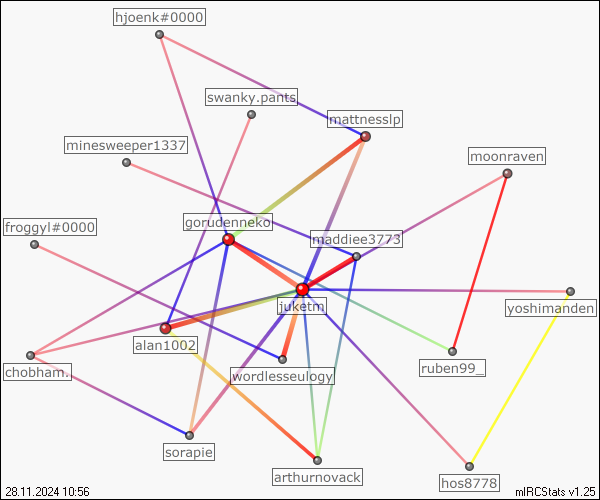 hjoenk#0000
swanky.pants
mattnesslp
minesweeper1337
moonraven
froggyl#0000
gorudenneko
maddiee3773
juketm
yoshimanden
alan1002
chobham.
wordlesseulogy
ruben99_
sorapie
arthurnovack
hos8778
28.11.2024 10:56
mIRCStats v1.25